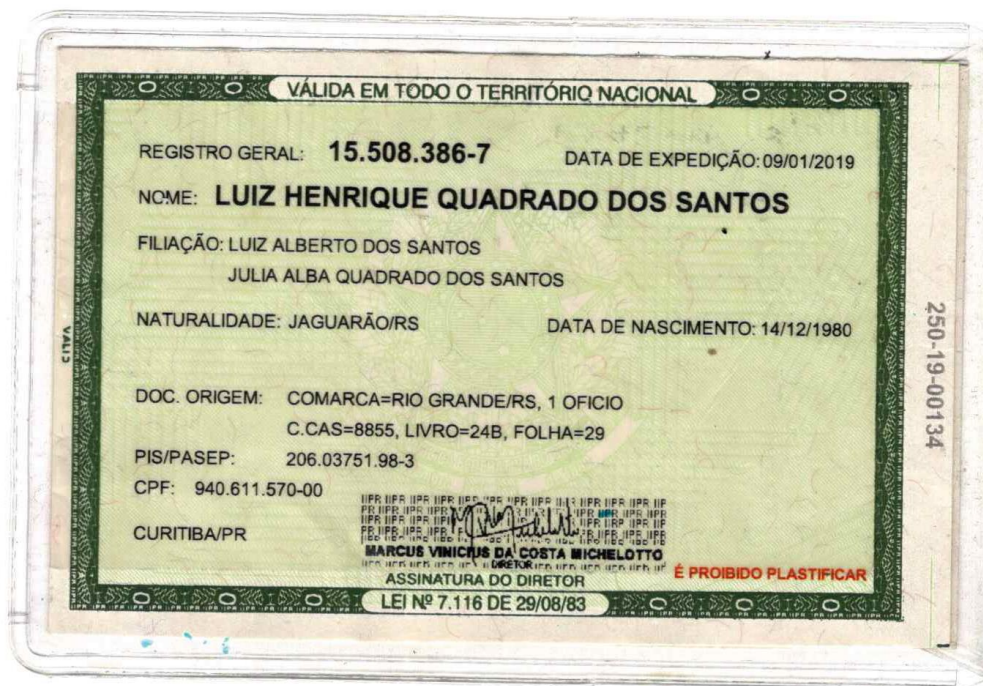 VÁLIDA EM TODO O TERRITÓRIO NACIONAL
REGISTRO GERAL: 15.508.386-7 DATA DE EXPEDIÇÃO: 09/01/2019
NOME: LUIZ HENRIQUE QUADRADO DOS SANTOS
FILIAÇÃO: LUIZ ALBERTO DOS SANTOS
JULIA ALBA QUADRADO DOS SANTOS
NATURALIDADE: JAGUARÃO/RS DATA DE NASCIMENTO: 14/12/1980
DOC. ORIGEM: COMARCA=RIO GRANDE/RS, 1 OFICIO
C.CAS=8855, LIVRO=24B, FOLHA=29
PIS/PASEP: 206.03751.98-3
CPF: 940.611.570-00
CURITIBA/PR
MARCUS VINICIUS DA COSTA MICHELOTTO
DIRETOR
ASSINATURA DO DIRETOR
É PROIBIDO PLASTIFICAR
LEI Nº 7.116 DE 29/08/83
250-19-00134